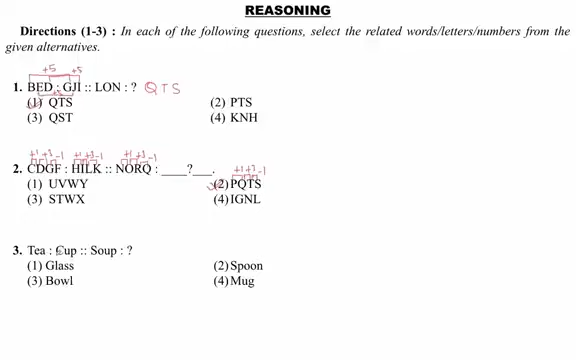 REASONING
Directions (1-3) : In each of the following questions, select the related words/letters/numbers from the
given alternatives.
+5 +5
1. BED : GJI :: LON : ? QTS
+5
(1) QTS (2) PTS
(3) QST (4) KNH
+1 +3 -1 +1 +3 -1 +1 +3 -1
2. CDGF : HILK :: NORQ : ____?___.
+1 +3 -1
(1) UVWY (2) PQTS
(3) STWX (4) IGNL
3. Tea : Cup :: Soup : ?
(1) Glass (2) Spoon
(3) Bowl (4) Mug